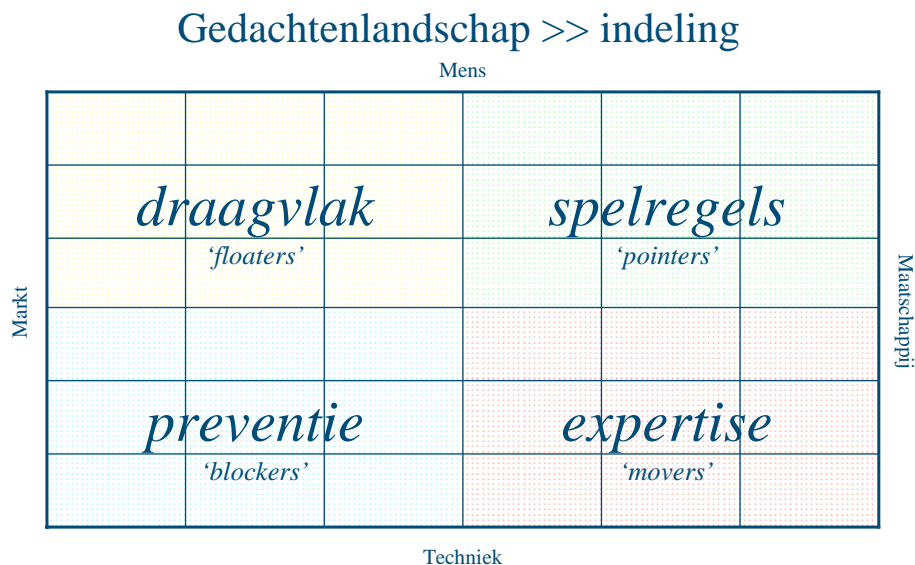 Gedachtenlandschap >> indeling
Mens
draagvlak
spelregels
‘floaters’
‘pointers’
Markt
Maatschappij
preventie
expertise
‘blockers’
‘movers’
Techniek